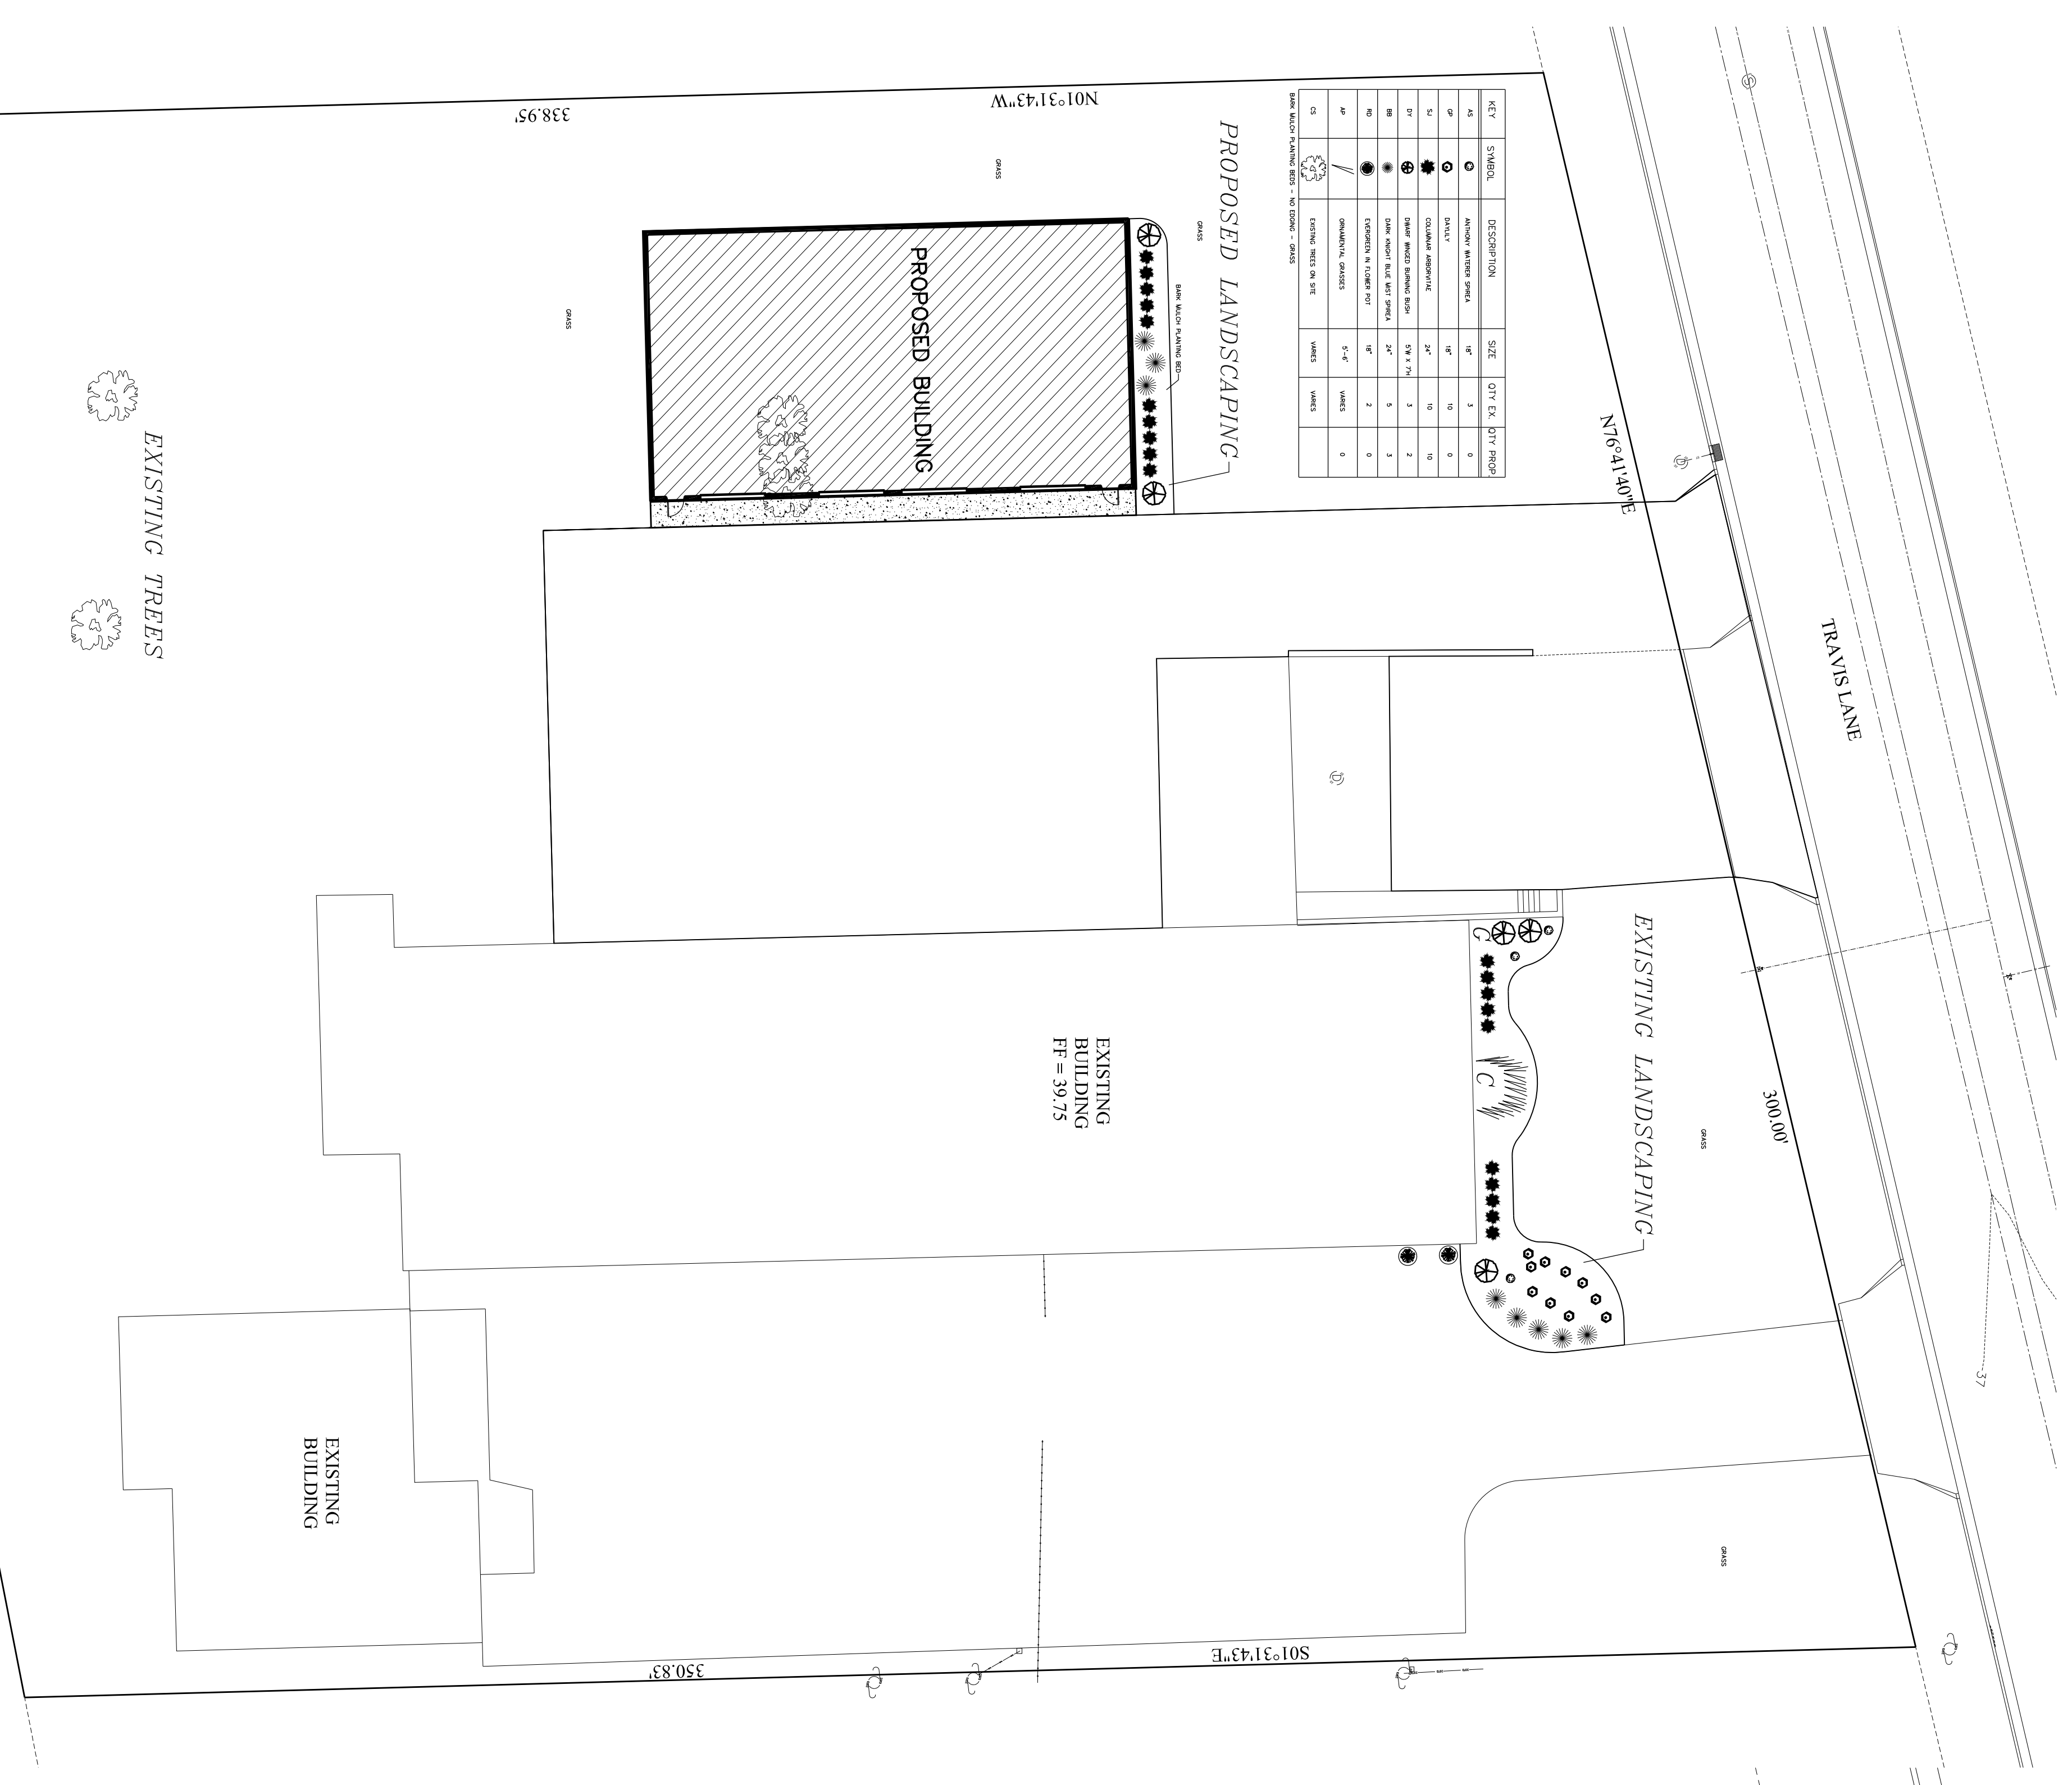 KEY SYMBOL DESCRIPTION SIZE QTY EX. QTY PROP.
AS ANTHONY WATERER SPIREA 18" 3 0
GP DAYLILY 18" 10 0
SJ COLUMNAR ARBORVITAE 24" 10 10
DY DWARF WINGED BURNING BUSH 5'W X 7'H 3 2
BB DARK KNIGHT BLUE MIST SPIREA 24" 5 3
RD EVERGREEN IN FLOWER POT 18" 2 0
AP ORNAMENTAL GRASSES 5'-6' VARIES 0
CS EXISTING TREES ON SITE VARIES VARIES
BARK MULCH PLANTING BEDS - NO EDGING - GRASS
TRAVIS LANE
N76°41'40"E
300.00'
37
S
D
EXISTING LANDSCAPING
GRASS
GRASS
PROPOSED LANDSCAPING
GRASS
BARK MULCH PLANTING BED
N01°31'43"W
338.95'
GRASS
GRASS
PROPOSED BUILDING
D
G
C
EXISTING
BUILDING
FF = 39.75
S01°31'43"E
350.83'
EXISTING
BUILDING
EXISTING TREES